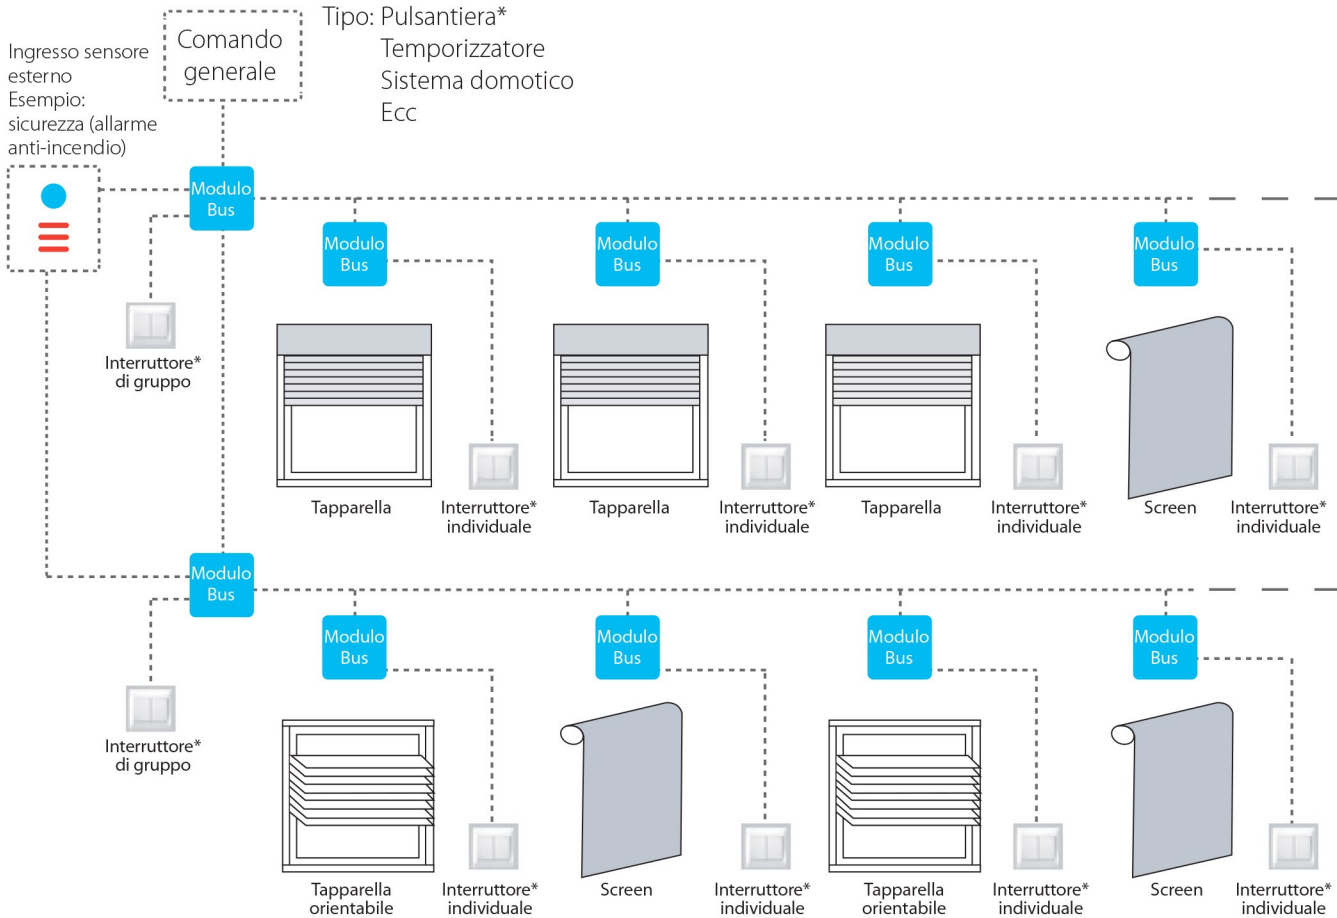 Tipo: Pulsantiera*
Temporizzatore
Sistema domotico
Ecc
Comando
generale
Ingresso sensore
esterno
Esempio:
sicurezza (allarme
anti-incendio)
Modulo
Bus
Modulo
Bus
Modulo
Bus
Modulo
Bus
Modulo
Bus
Interruttore*
di gruppo
Tapparella
Interruttore*
individuale
Tapparella
Interruttore*
individuale
Tapparella
Interruttore*
individuale
Screen
Interruttore*
individuale
Modulo
Bus
Modulo
Bus
Modulo
Bus
Modulo
Bus
Modulo
Bus
Interruttore*
di gruppo
Tapparella
orientabile
Interruttore*
individuale
Screen
Interruttore*
individuale
Tapparella
orientabile
Interruttore*
individuale
Screen
Interruttore*
individuale